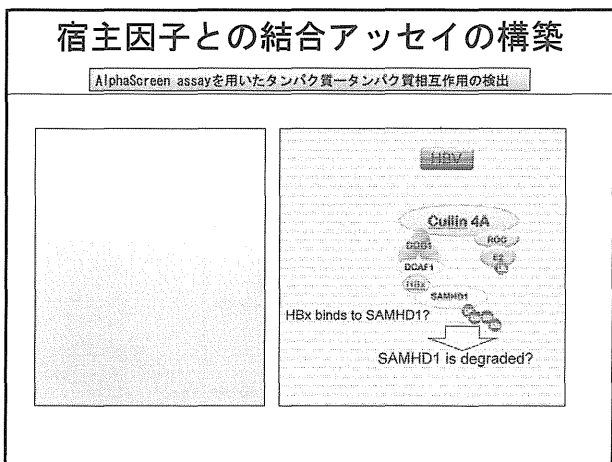 宿主因子との結合アッセイの構築
AlphaScreen assayを用いたタンパク質ータンパク質相互作用の検出
HBV
Cullin 4A
DDB1
ROC
E2
DCAF1
HBx
SAMHD1
HBx binds to SAMHD1?
SAMHD1 is degraded?